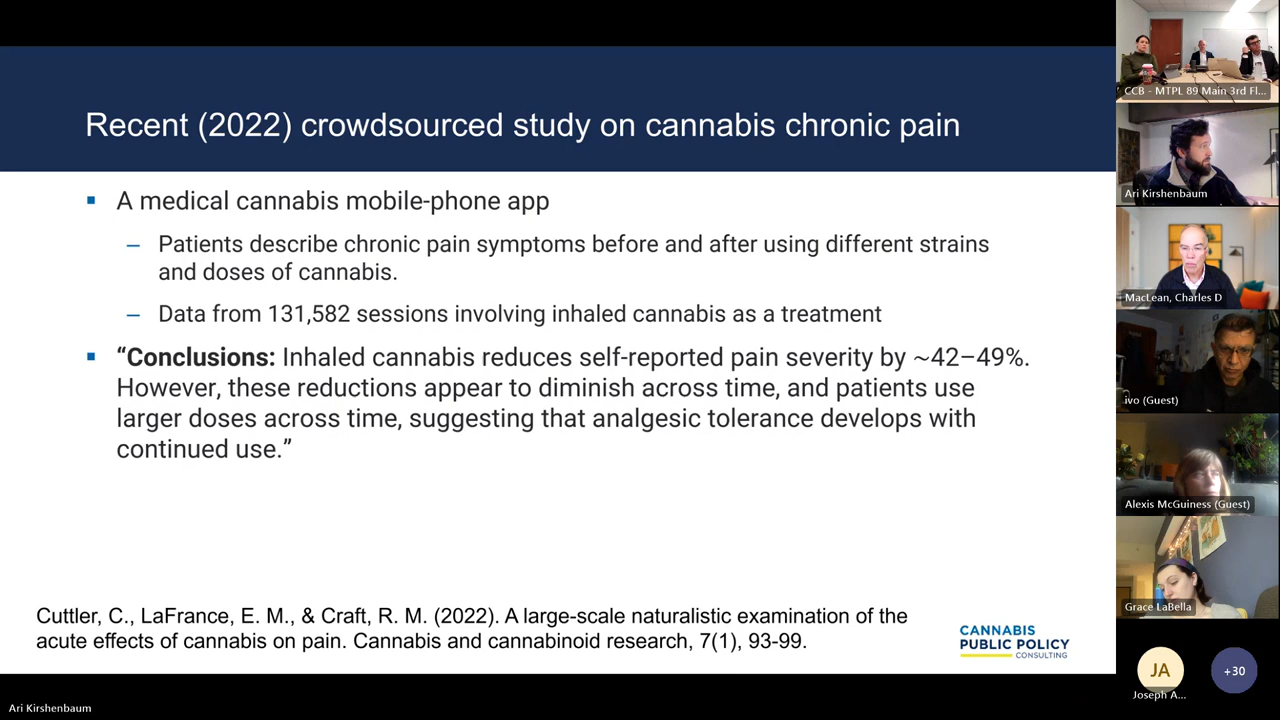 Recent (2022) crowdsourced study on cannabis chronic pain
▪ A medical cannabis mobile-phone app
– Patients describe chronic pain symptoms before and after using different strains
and doses of cannabis.
– Data from 131,582 sessions involving inhaled cannabis as a treatment
▪ “Conclusions: Inhaled cannabis reduces self-reported pain severity by ~42–49%.
However, these reductions appear to diminish across time, and patients use
larger doses across time, suggesting that analgesic tolerance develops with
continued use.”
Cuttler, C., LaFrance, E. M., & Craft, R. M. (2022). A large-scale naturalistic examination of the
acute effects of cannabis on pain. Cannabis and cannabinoid research, 7(1), 93-99.
CANNABIS
PUBLIC POLICY
CONSULTING
Ari Kirshenbaum
CCB - MTPL 89 Main 3rd Fl...
Ari Kirshenbaum
MacLean, Charles D
ivo (Guest)
Alexis McGuiness (Guest)
Grace LaBella
JA
Joseph A...
+30